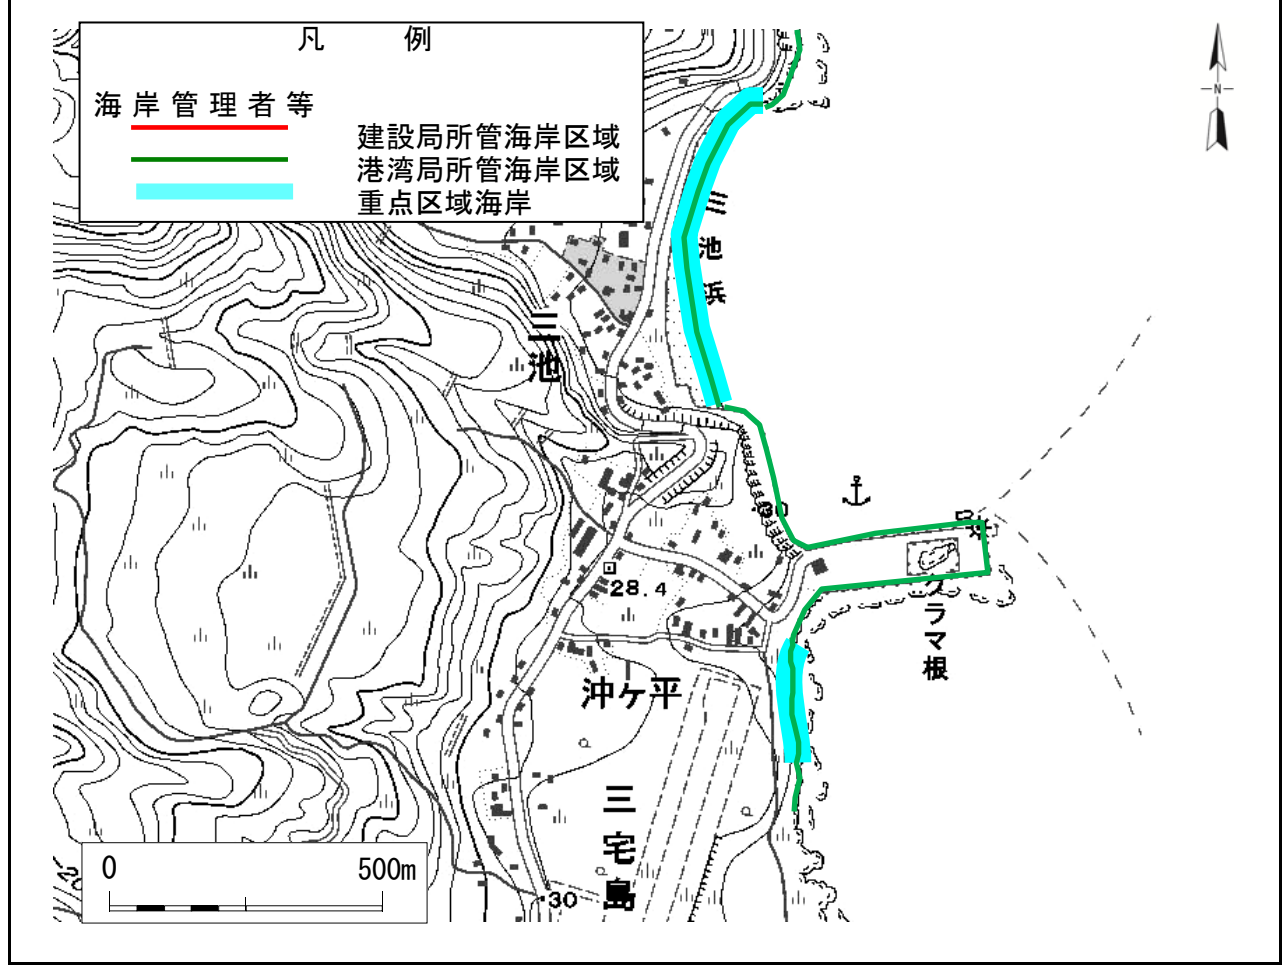 凡 例
海岸管理者等
建設局所管海岸区域
港湾局所管海岸区域
重点区域海岸
N
三池浜
三池
28.4
クラマ根
沖ヶ平
三宅島
0 500m
30